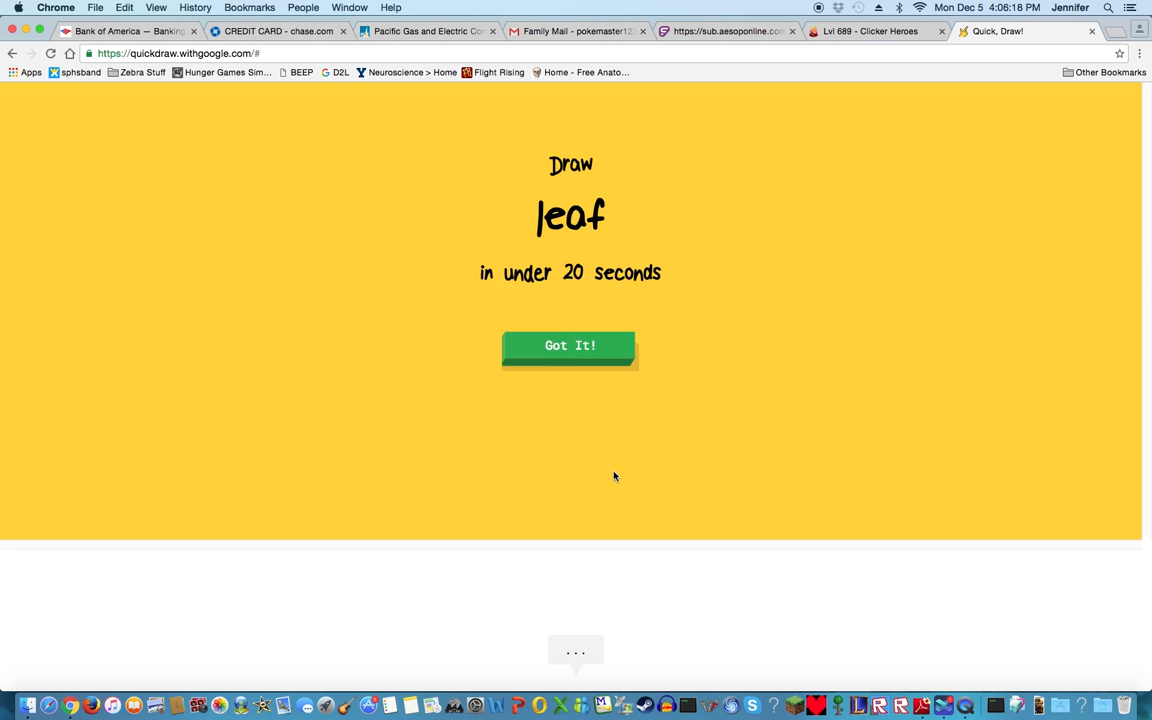 Chrome File Edit View History Bookmarks People Window Help Mon Dec 5 4:06:18 PM Jennifer
Bank of America — Banking CREDIT CARD - chase.com Pacific Gas and Electric Co Family Mail - pokemaster12 https://sub.aesoponline.com Lvl 689 - Clicker Heroes Quick, Draw!
https://quickdraw.withgoogle.com/#
Apps sphsband Zebra Stuff Hunger Games Sim... BEEP D2L Neuroscience > Home Flight Rising Home - Free Anato... Other Bookmarks
Draw
leaf
in under 20 seconds
Got It!
...